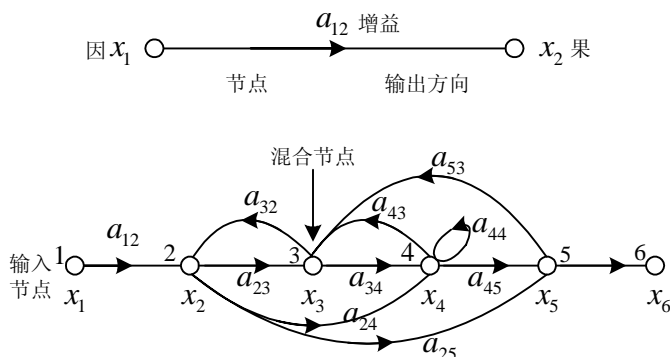 a₁₂ 增益
因 x₁
x₂ 果
节点
输出方向
混合节点
a₅₃
a₃₂
a₄₃
a₄₄
a₁₂
输入
节点
1
2
3
4
5
6
a₂₃
a₃₄
a₄₅
x₁
x₂
x₃
x₄
x₅
x₆
a₂₄
a₂₅